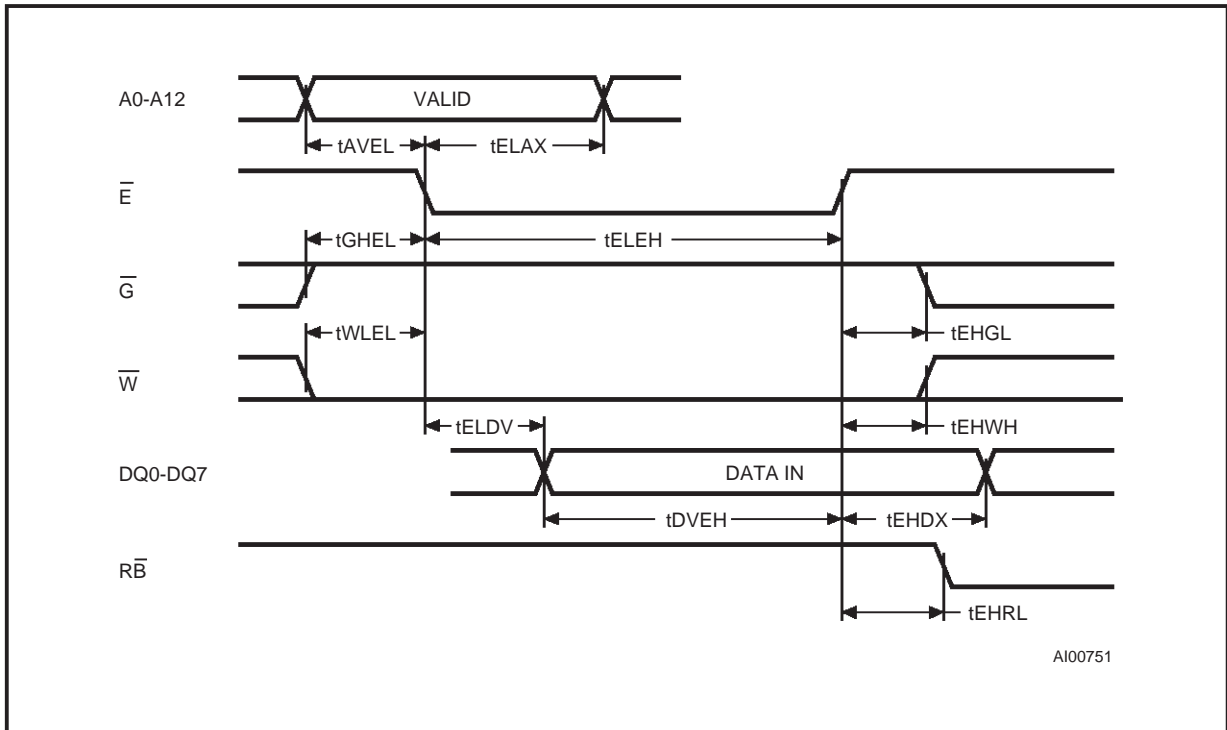 A0-A12
VALID
tAVEL
tELAX
E̅
tGHEL
tELEH
G̅
tWLEL
tEHGL
W̅
tELDV
tEHWH
DQ0-DQ7
DATA IN
tDVEH
tEHDX
RB̅
tEHRL
AI00751